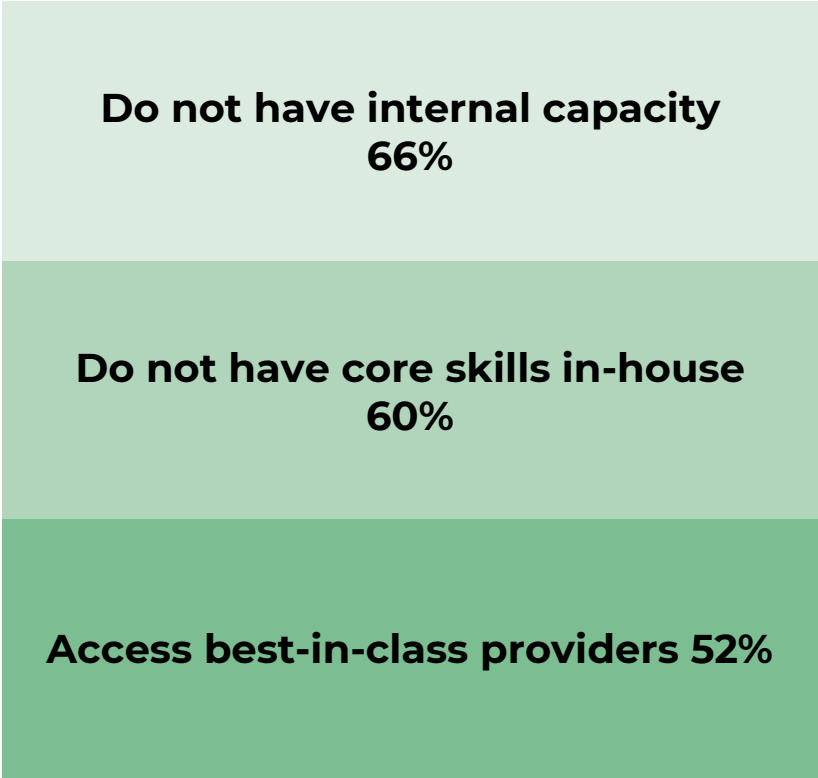 Do not have internal capacity
66%
Do not have core skills in-house
60%
Access best-in-class providers 52%